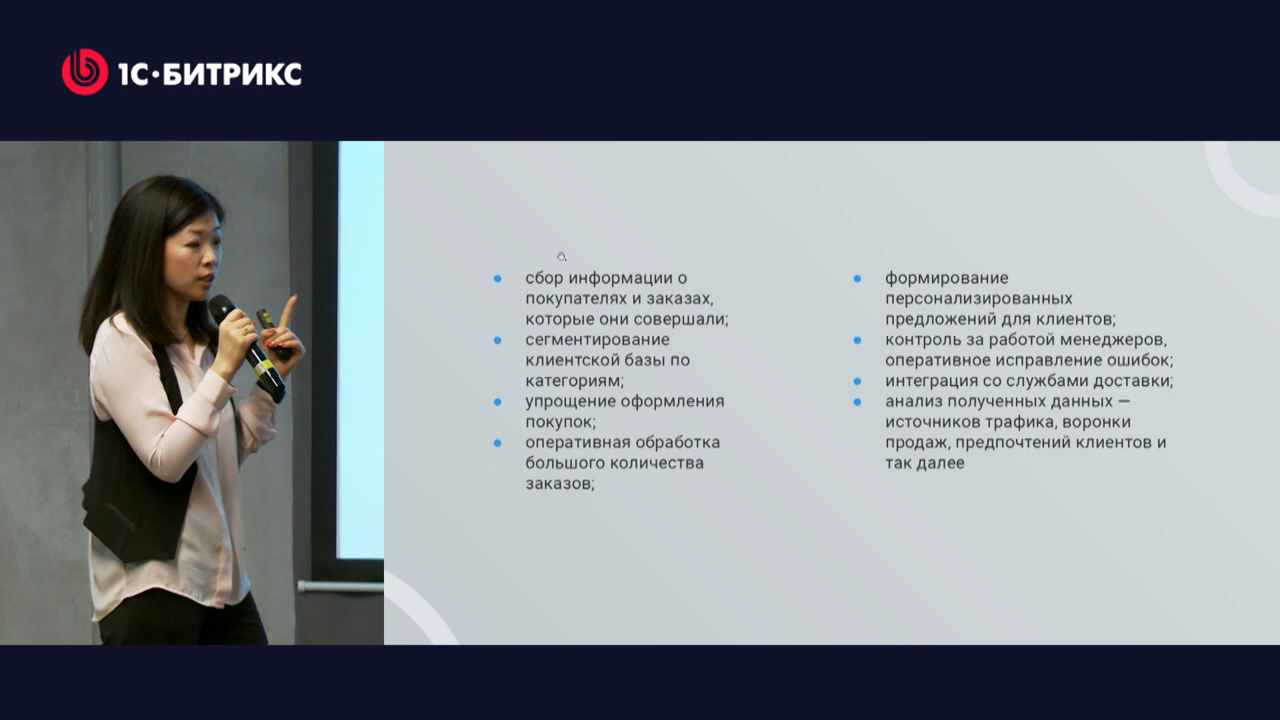 1С·БИТРИКС
сбор информации о
покупателях и заказах,
которые они совершали;
сегментирование
клиентской базы по
категориям;
упрощение оформления
покупок;
оперативная обработка
большого количества
заказов;
формирование
персонализированных
предложений для клиентов;
контроль за работой менеджеров,
оперативное исправление ошибок;
интеграция со службами доставки;
анализ полученных данных —
источников трафика, воронки
продаж, предпочтений клиентов и
так далее